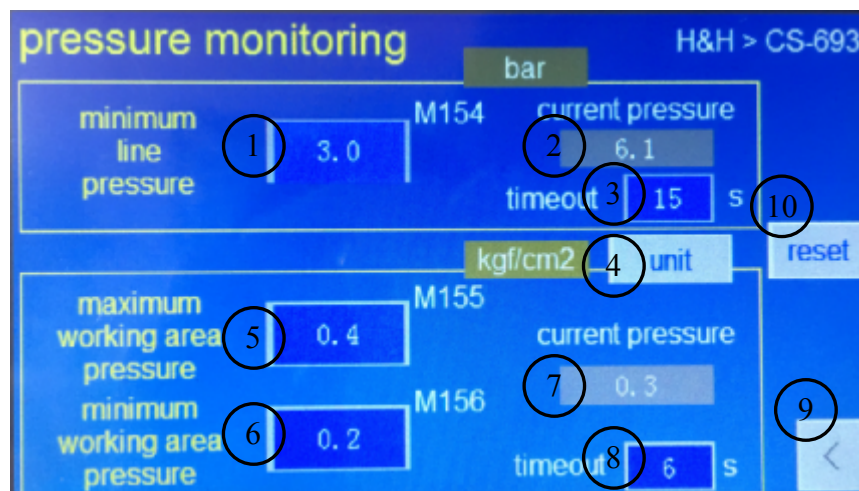 pressure monitoring
H&H > CS-693
bar
minimum
line
pressure
1
3.0
M154
current pressure
2
6.1
timeout
3
15
s
10
reset
kgf/cm2
4
unit
maximum
working area
pressure
5
0.4
M155
current pressure
7
0.3
minimum
working area
pressure
6
0.2
M156
timeout
8
6
s
9
<